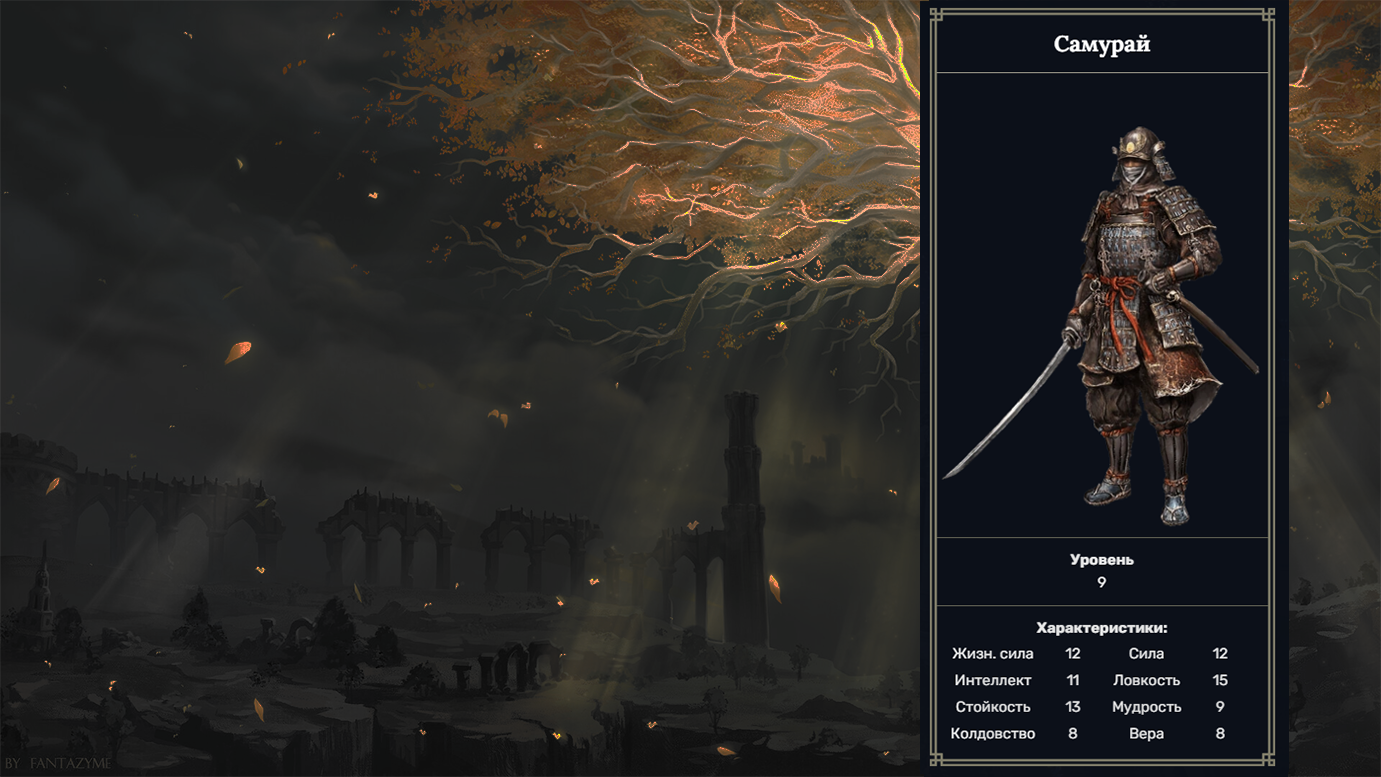 Самурай
Уровень
9
Характеристики:
Жизн. сила 12 Сила 12
Интеллект 11 Ловкость 15
Стойкость 13 Мудрость 9
Колдовство 8 Вера 8
BY FANTAZYME